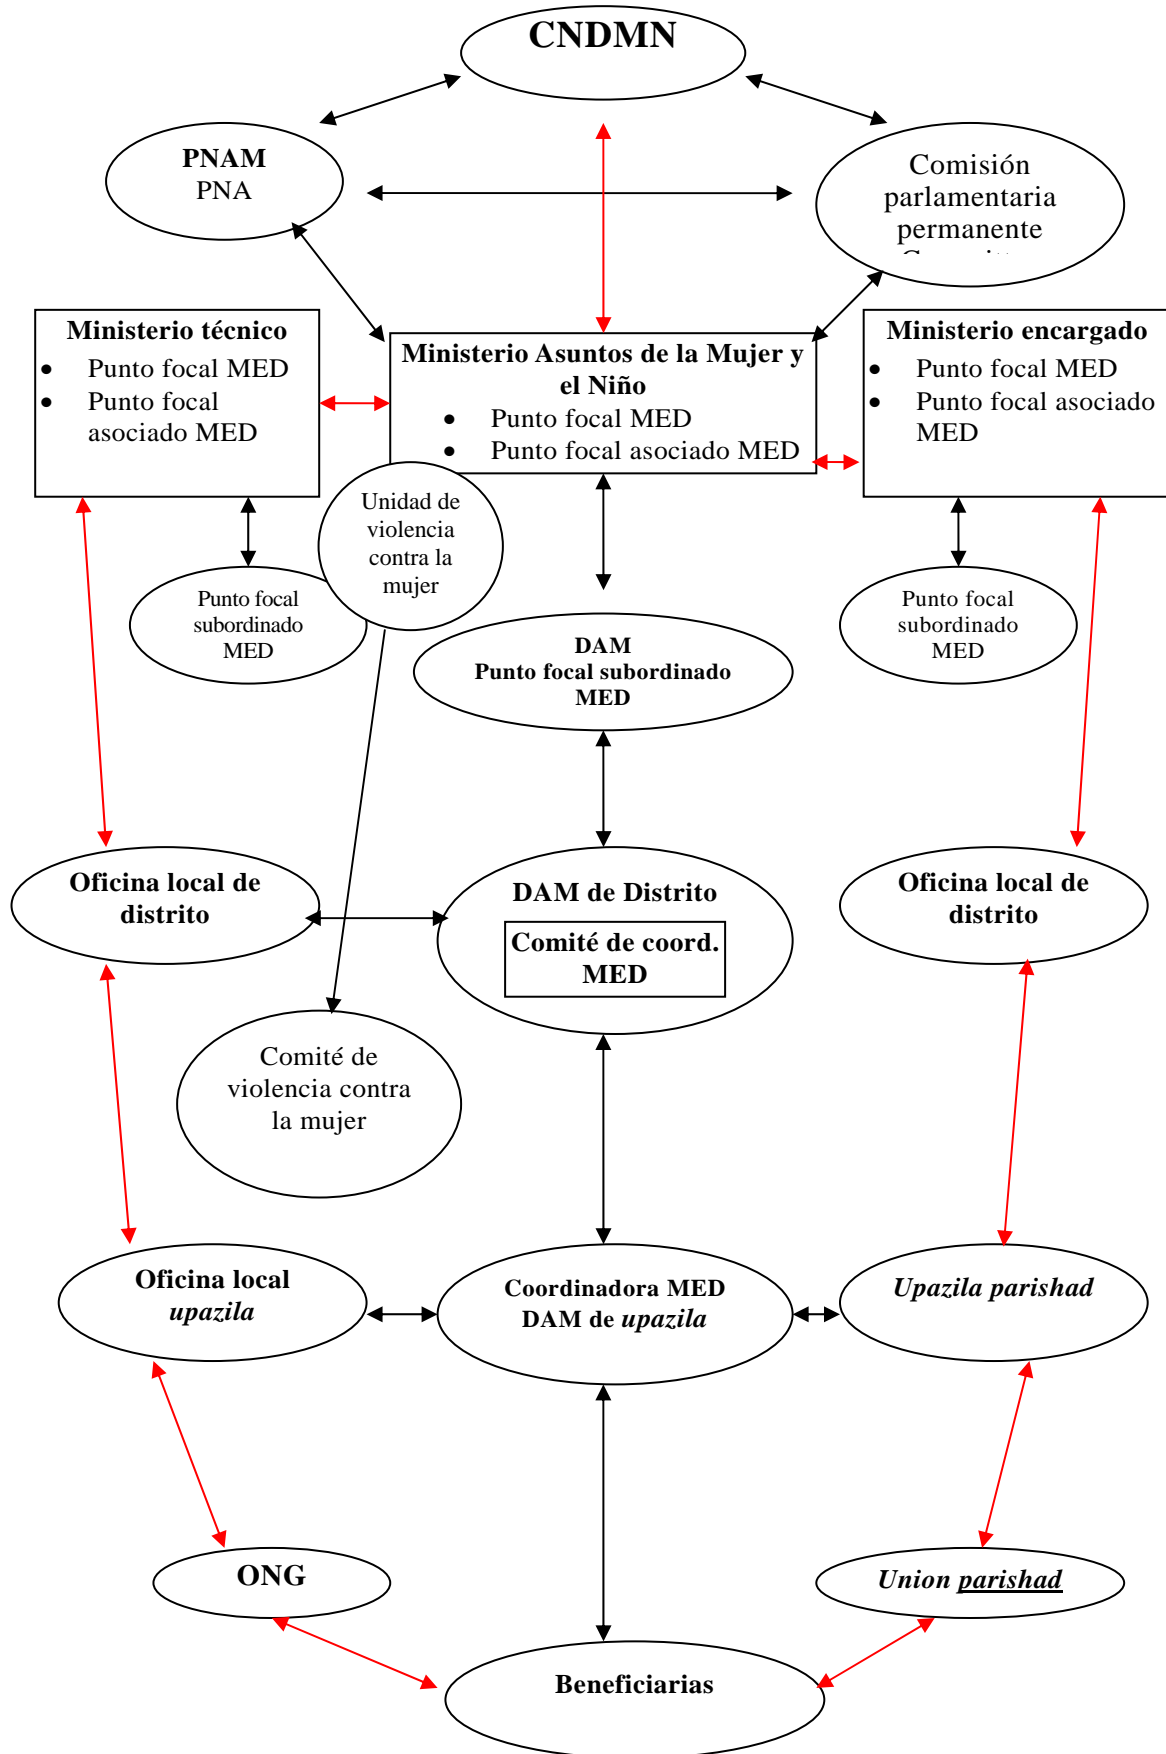 CNDMN
PNAM
PNA
Comisión
parlamentaria
permanente
Ministerio técnico
• Punto focal MED
• Punto focal
asociado MED
Ministerio Asuntos de la Mujer y
el Niño
• Punto focal MED
• Punto focal asociado MED
Ministerio encargado
• Punto focal MED
• Punto focal asociado
MED
Unidad de
violencia
contra la
mujer
Punto focal
subordinado
MED
DAM
Punto focal subordinado
MED
Punto focal
subordinado
MED
Oficina local de
distrito
DAM de Distrito
Comité de coord.
MED
Oficina local de
distrito
Comité de
violencia contra
la mujer
Oficina local
upazila
Coordinadora MED
DAM de upazila
Upazila parishad
ONG
Union parishad
Beneficiarias